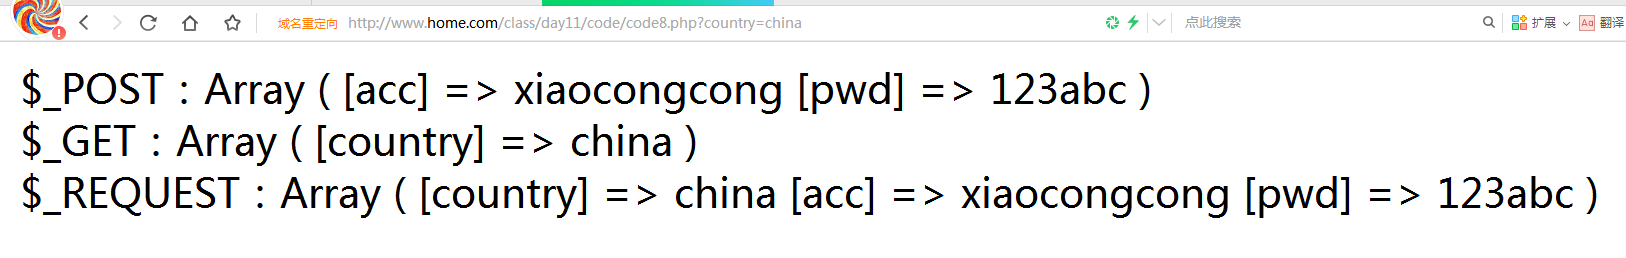 域名重定向 http://www.home.com/class/day11/code/code8.php?country=china 点此搜索 扩展 Aa 翻译
$_POST : Array ( [acc] => xiaocongcong [pwd] => 123abc )
$_GET : Array ( [country] => china )
$_REQUEST : Array ( [country] => china [acc] => xiaocongcong [pwd] => 123abc )